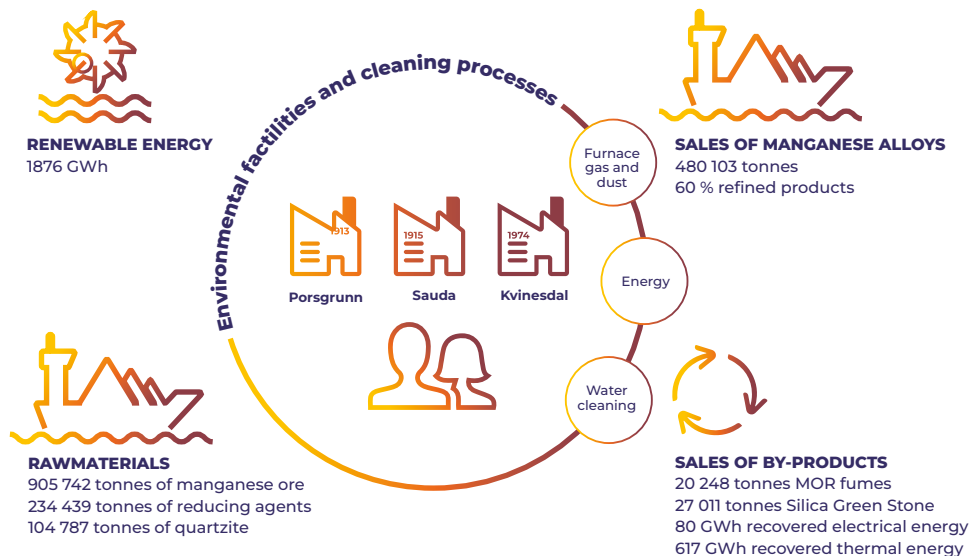 Environmental factilities and cleaning processes
RENEWABLE ENERGY
1876 GWh
SALES OF MANGANESE ALLOYS
480 103 tonnes
60 % refined products
Furnace
gas and
dust
1913
1915
1974
Porsgrunn
Sauda
Kvinesdal
Energy
Water
cleaning
RAWMATERIALS
905 742 tonnes of manganese ore
234 439 tonnes of reducing agents
104 787 tonnes of quartzite
SALES OF BY-PRODUCTS
20 248 tonnes MOR fumes
27 011 tonnes Silica Green Stone
80 GWh recovered electrical energy
617 GWh recovered thermal energy